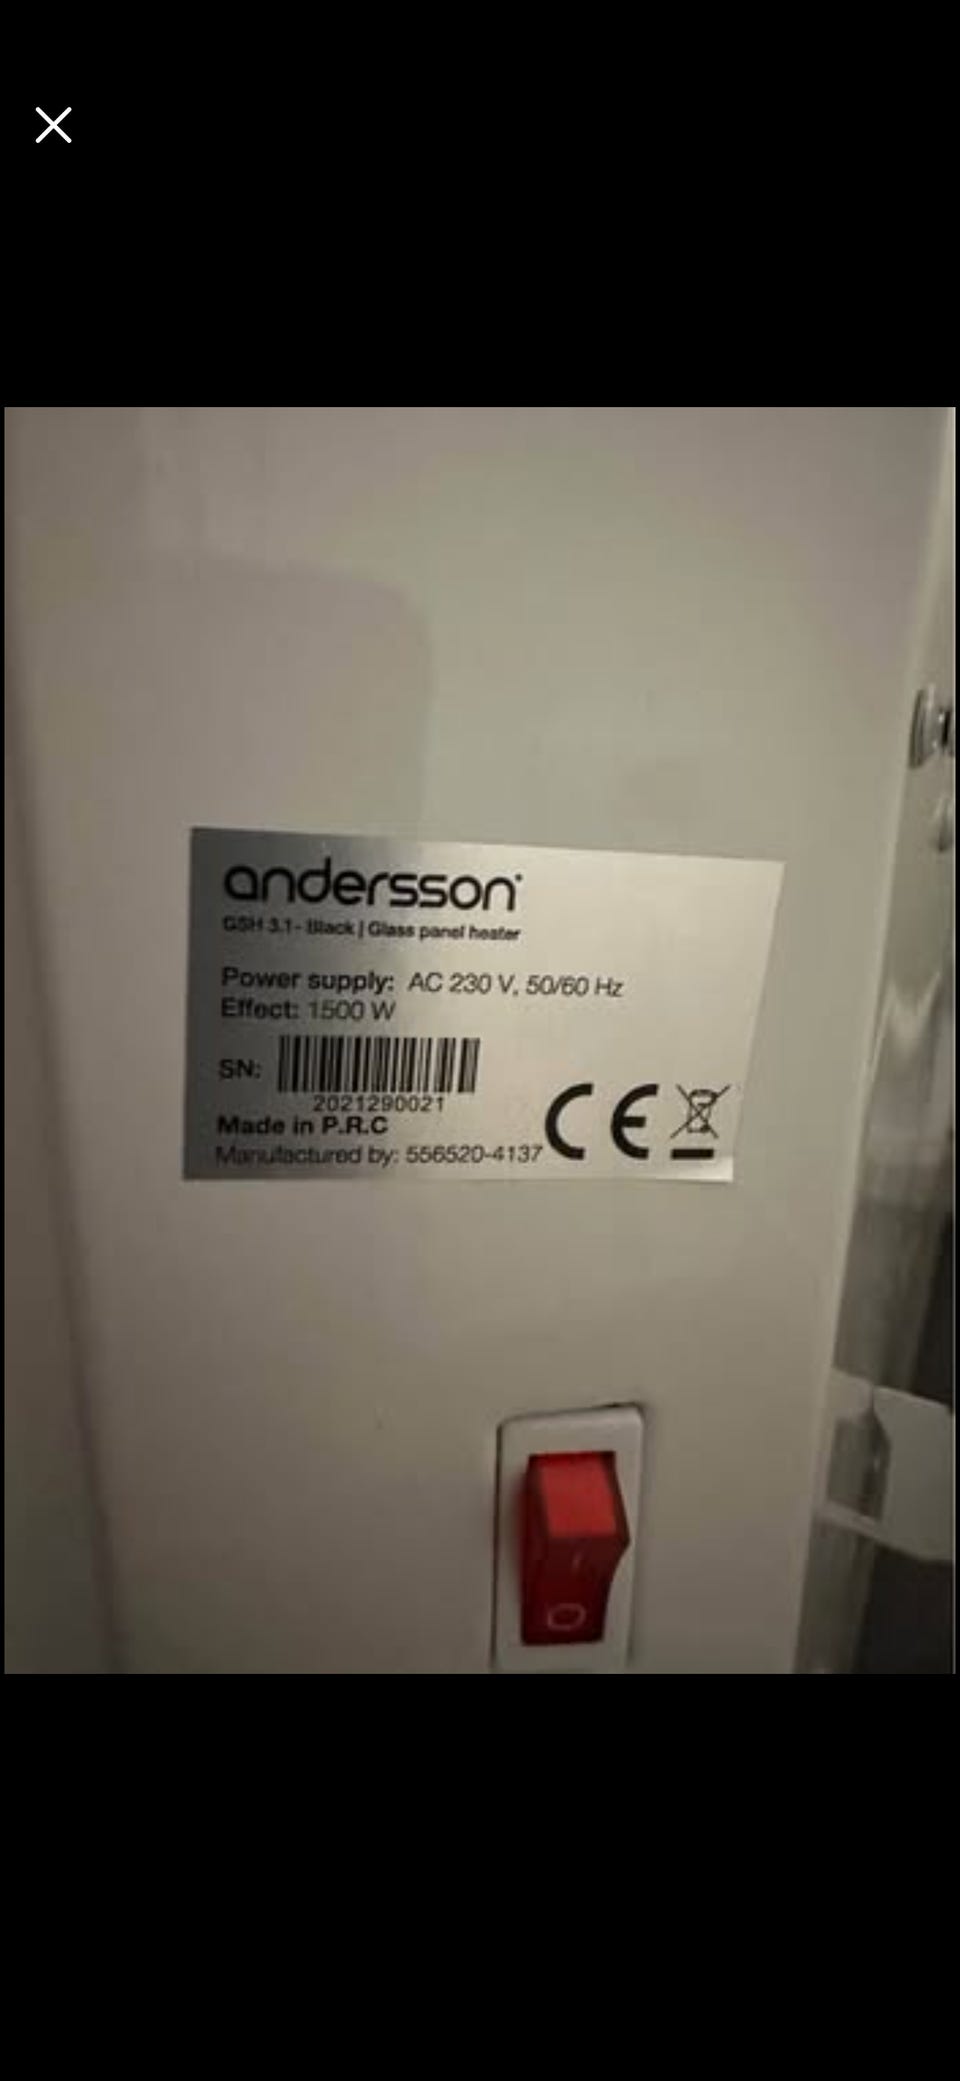 andersson
GSH 3.1 - Black | Glass panel heater
Power supply: AC 230 V, 50/60 Hz
Effect: 1500 W
SN:
2021290021
Made in P.R.C
Manufactured by: 556520-4137
CE